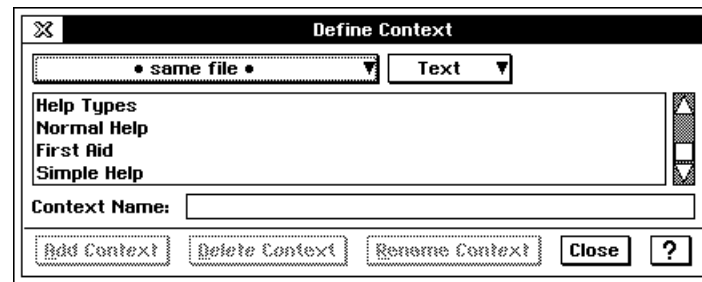 Define Context
• same file • Text
Help Types
Normal Help
First Aid
Simple Help
Context Name:
Add Context Delete Context Rename Context Close ?